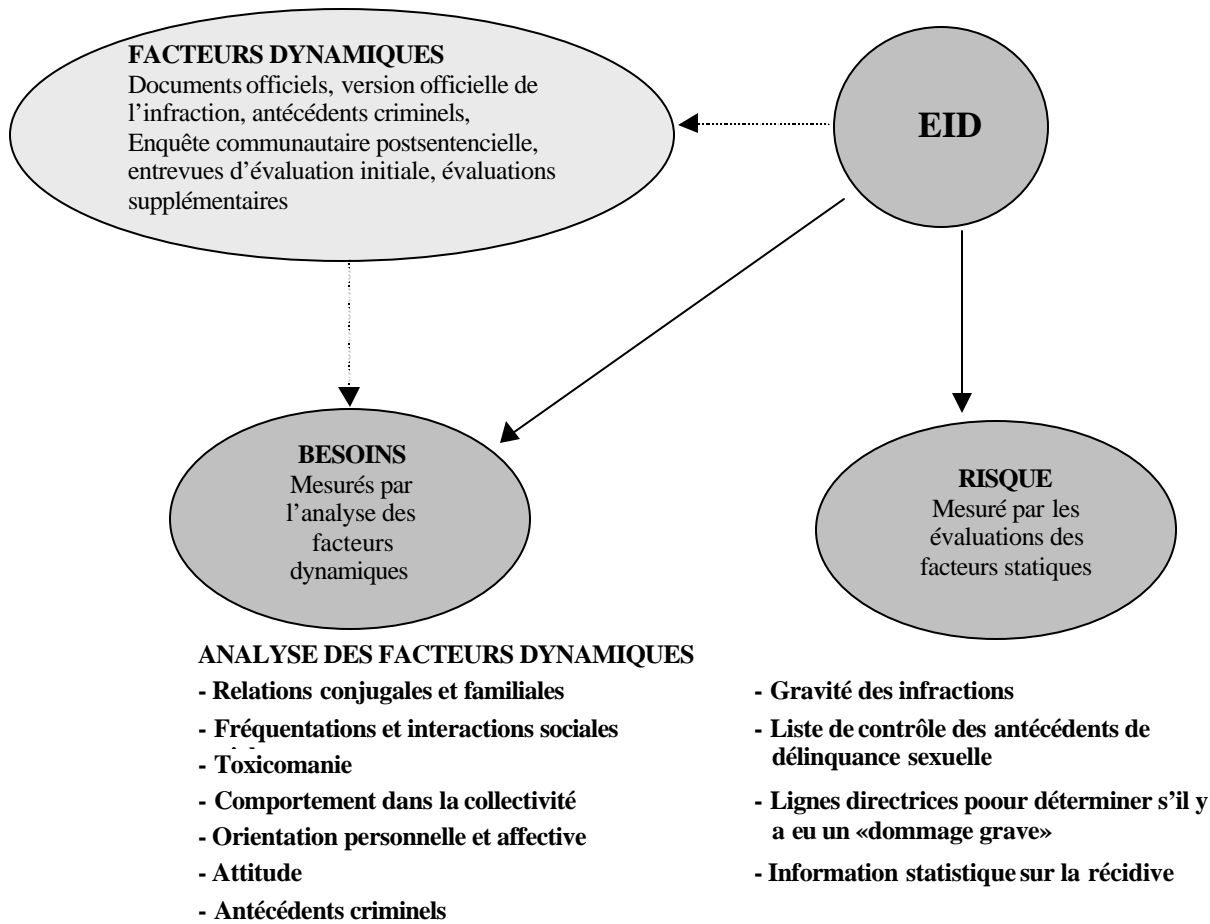 FACTEURS DYNAMIQUES
Documents officiels, version officielle de
l’infraction, antécédents criminels,
Enquête communautaire postsentencielle,
entrevues d’évaluation initiale, évaluations
supplémentaires
EID
BESOINS
Mesurés par
l’analyse des
facteurs
dynamiques
RISQUE
Mesuré par les
évaluations des
facteurs statiques
ANALYSE DES FACTEURS DYNAMIQUES
- Relations conjugales et familiales
- Fréquentations et interactions sociales
- Toxicomanie
- Comportement dans la collectivité
- Orientation personnelle et affective
- Attitude
- Antécédents criminels
- Gravité des infractions
- Liste de contrôle des antécédents de
délinquance sexuelle
- Lignes directrices poour déterminer s’il y
a eu un «dommage grave»
- Information statistique sur la récidive